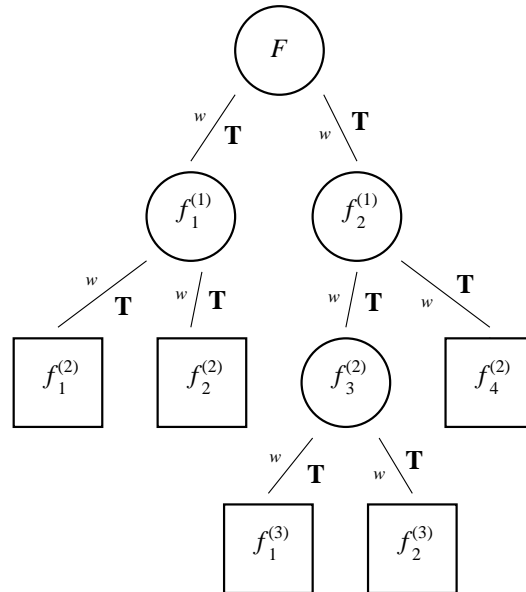 F
w T w T
f_1^{(1)} f_2^{(1)}
w T w T w T w T
f_1^{(2)} f_2^{(2)} f_3^{(2)} f_4^{(2)}
w T w T
f_1^{(3)} f_2^{(3)}